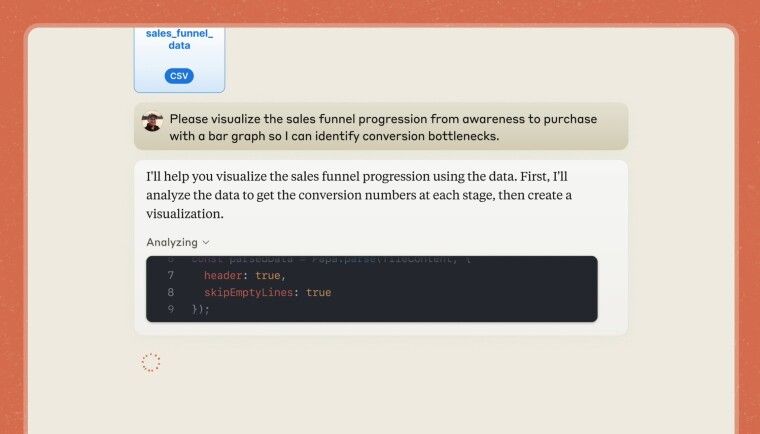 sales_funnel_
data
CSV
Please visualize the sales funnel progression from awareness to purchase
with a bar graph so I can identify conversion bottlenecks.
I'll help you visualize the sales funnel progression using the data. First, I'll
analyze the data to get the conversion numbers at each stage, then create a
visualization.
Analyzing
6 const parsedData = Papa.parse(fileContent, {
7 header: true,
8 skipEmptyLines: true
9 });